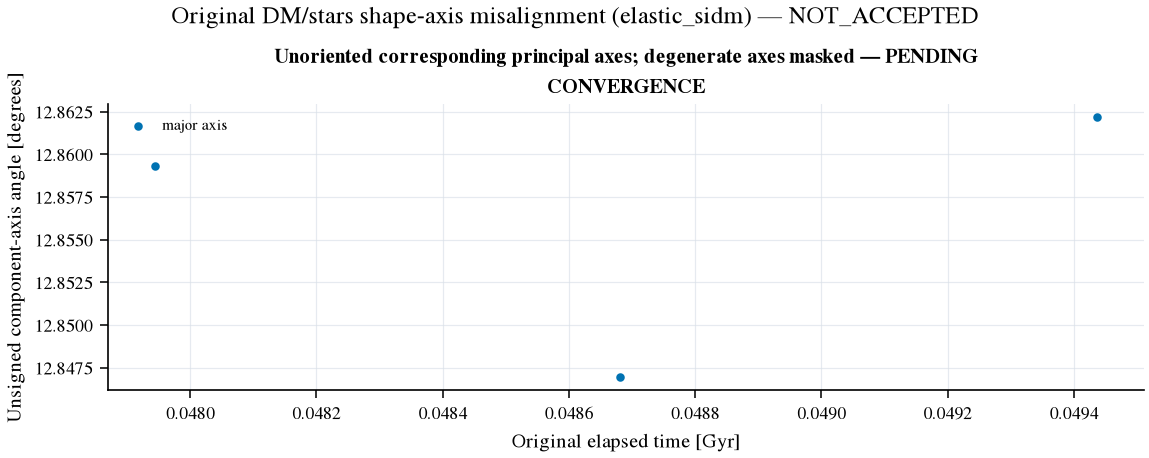 Original DM/stars shape-axis misalignment (elastic_sidm) — NOT_ACCEPTED
Unoriented corresponding principal axes; degenerate axes masked — PENDING
CONVERGENCE
Unsigned component-axis angle [degrees]
12.8625
12.8600
12.8575
12.8550
12.8525
12.8500
12.8475
major axis
0.0480
0.0482
0.0484
0.0486
0.0488
0.0490
0.0492
0.0494
Original elapsed time [Gyr]